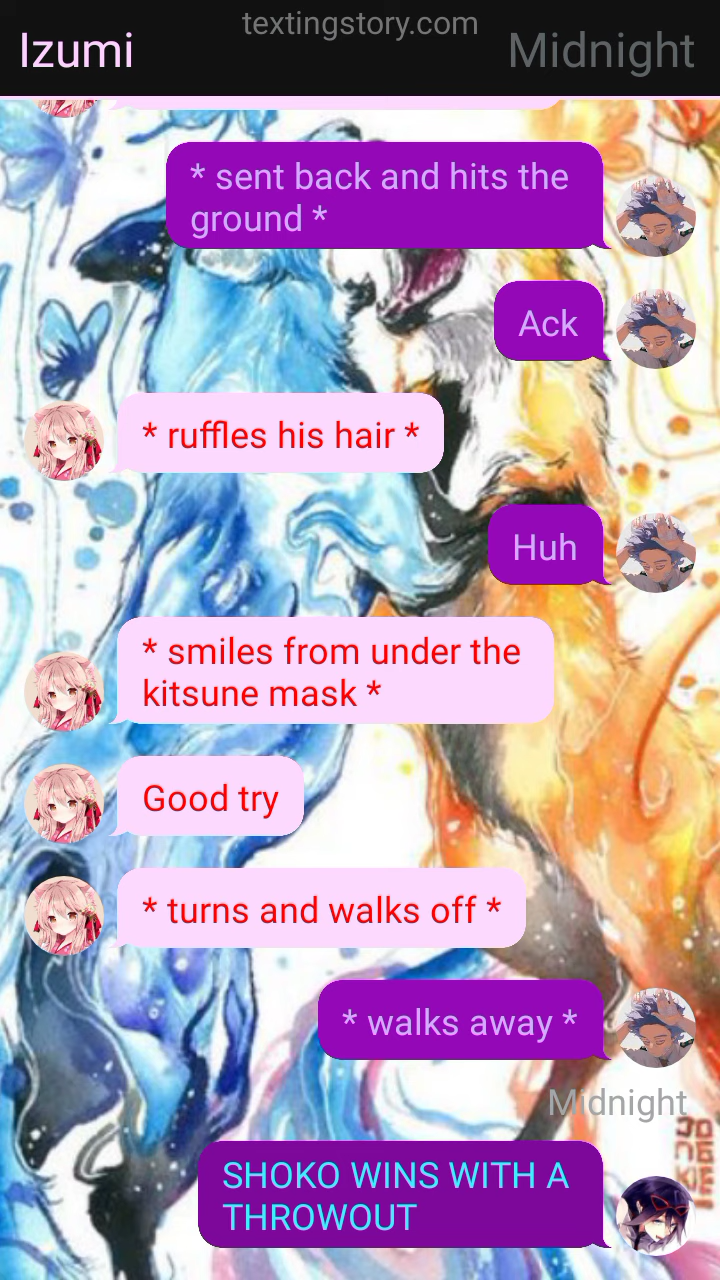 textingstory.com
Izumi
Midnight
* sent back and hits the
ground *
Ack
* ruffles his hair *
Huh
* smiles from under the
kitsune mask *
Good try
* turns and walks off *
* walks away *
Midnight
SHOKO WINS WITH A
THROWOUT